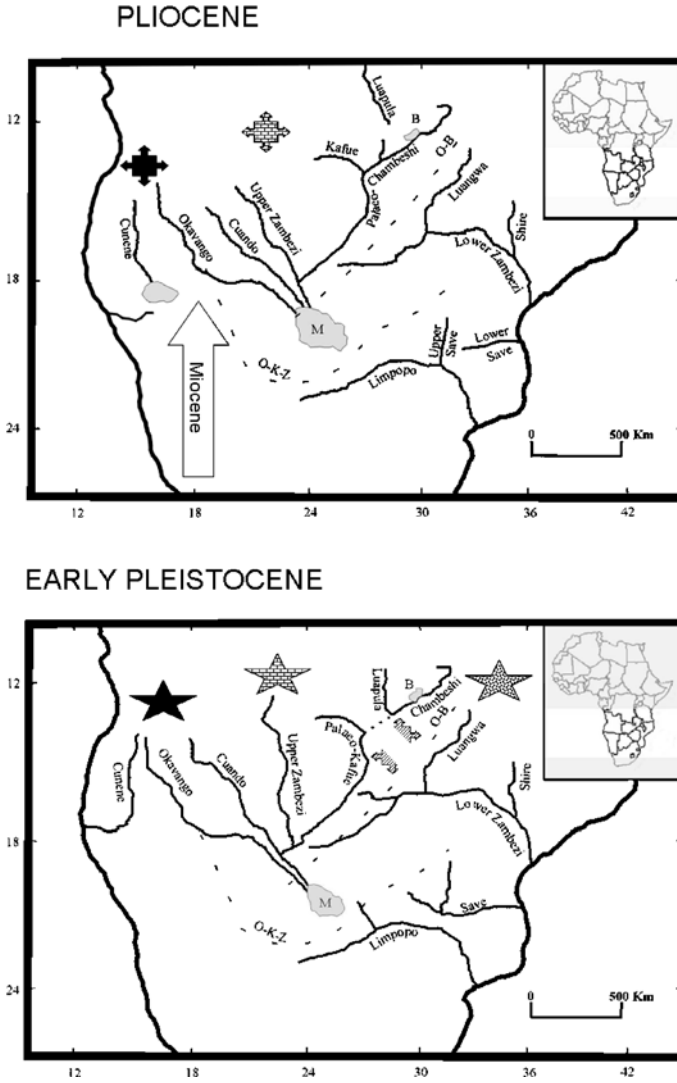 PLIOCENE
12
18
24
Luapula
B
Kafue
Chambeshi
O-B
Palaeo
Luangwa
Upper Zambezi
Cuando
Okavango
Cunene
Shire
Lower Zambezi
M
Miocene
O-K-Z
Upper Save
Lower
Save
Limpopo
0 500 Km
12 18 24 30 36 42
EARLY PLEISTOCENE
12
18
24
Luapula
B
Chambeshi
O-B
Palaeo-Kafue
Luangwa
Upper Zambezi
Cuando
Okavango
Cunene
Shire
Lower Zambezi
M
Save
O-K-Z
Limpopo
0 500 Km
12 18 24 30 36 42